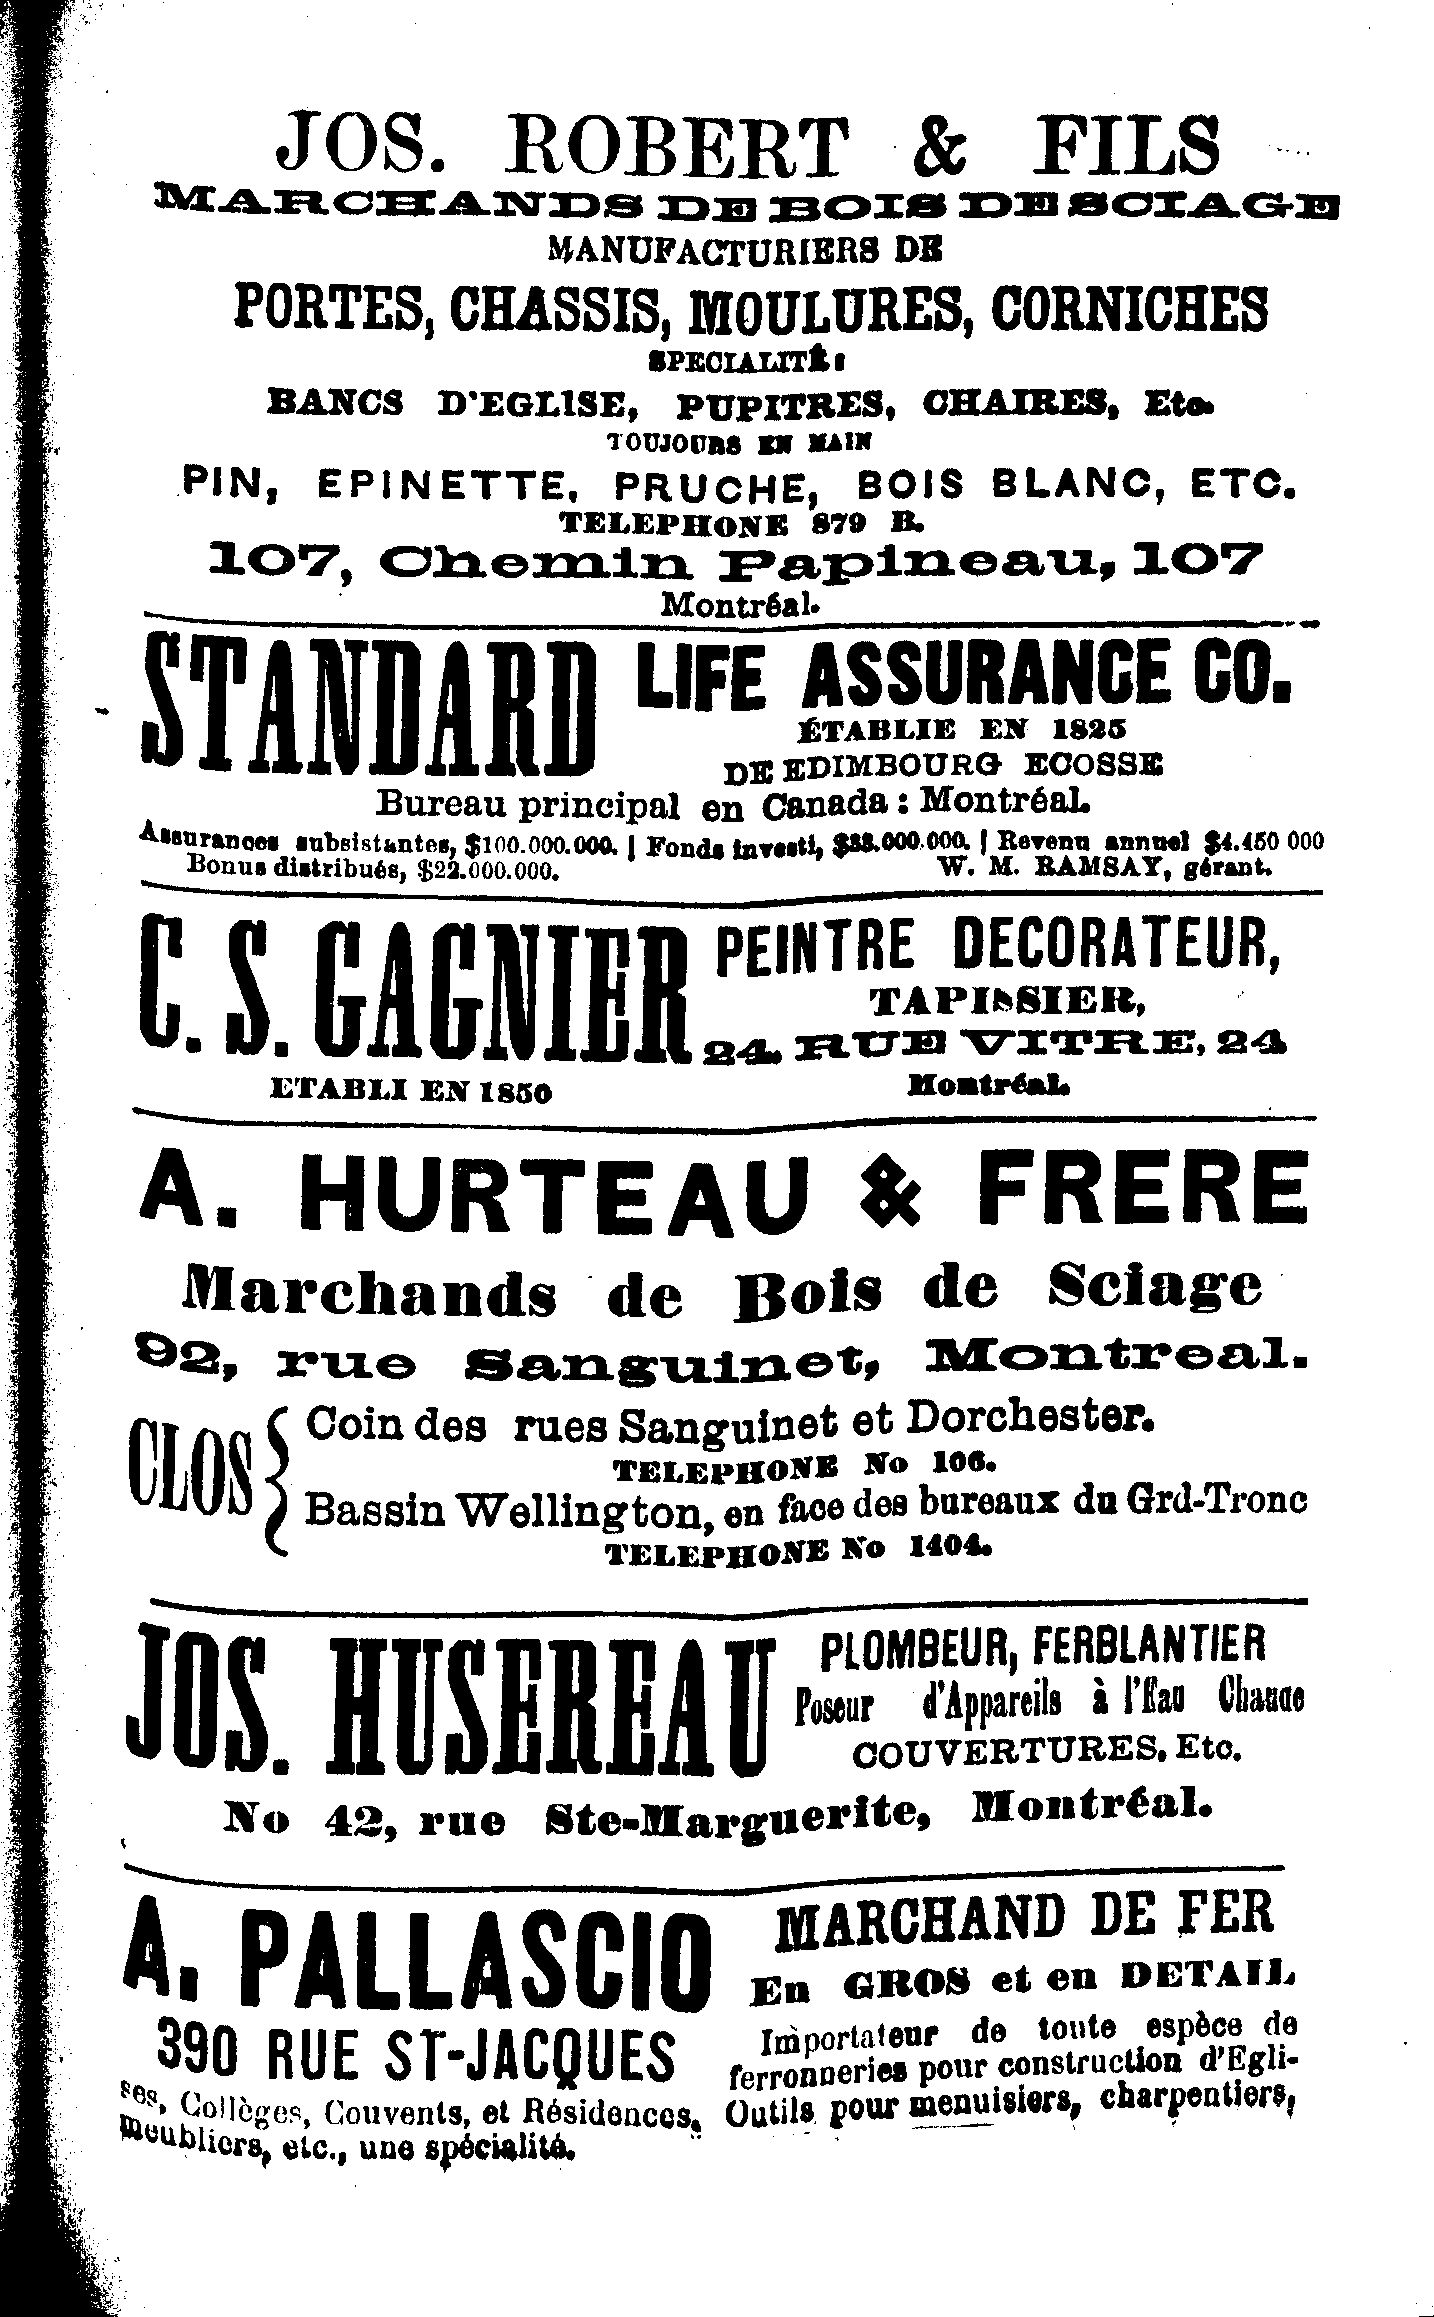 JOS. ROBERT & FILS
MARCHANDS DE BOIS DE SCIAGE
MANUFACTURIERS DE
PORTES, CHASSIS, MOULURES, CORNICHES
SPECIALITÉ:
BANCS D'EGLISE, PUPITRES, CHAIRES, Etc.
TOUJOURS EN MAIN
PIN, EPINETTE, PRUCHE, BOIS BLANC, ETC.
TELEPHONE 879 B.
107, Chemin Papineau, 107
Montréal.
STANDARD LIFE ASSURANCE CO.
ÉTABLIE EN 1825
DE EDIMBOURG ECOSSE
Bureau principal en Canada : Montréal.
Assurances subsistantes, $100.000.000. | Fonds investi, $38.000.000. | Revenu annuel $4.450 000
Bonus distribués, $22.000.000. W. M. RAMSAY, gérant.
C. S. GAGNIER PEINTRE DECORATEUR,
TAPISSIER,
24, RUE VITRE, 24
ETABLI EN 1850 Montréal.
A. HURTEAU & FRERE
Marchands de Bois de Sciage
92, rue Sanguinet, Montreal.
CLOS { Coin des rues Sanguinet et Dorchester.
TELEPHONE No 106.
Bassin Wellington, en face des bureaux du Grd-Tronc
TELEPHONE No 1404.
JOS. HUSEREAU PLOMBEUR, FERBLANTIER
Poseur d'Appareils à l'Eau Chaude
COUVERTURES, Etc.
No 42, rue Ste-Marguerite, Montréal.
A. PALLASCIO MARCHAND DE FER
En GROS et en DETAIL
390 RUE ST-JACQUES Importateur de toute espèce de
ferronneries pour construction d'Egli-
ses, Collèges, Couvents, et Résidences. Outils pour menuisiers, charpentiers,
meubliers, etc., une spécialité.